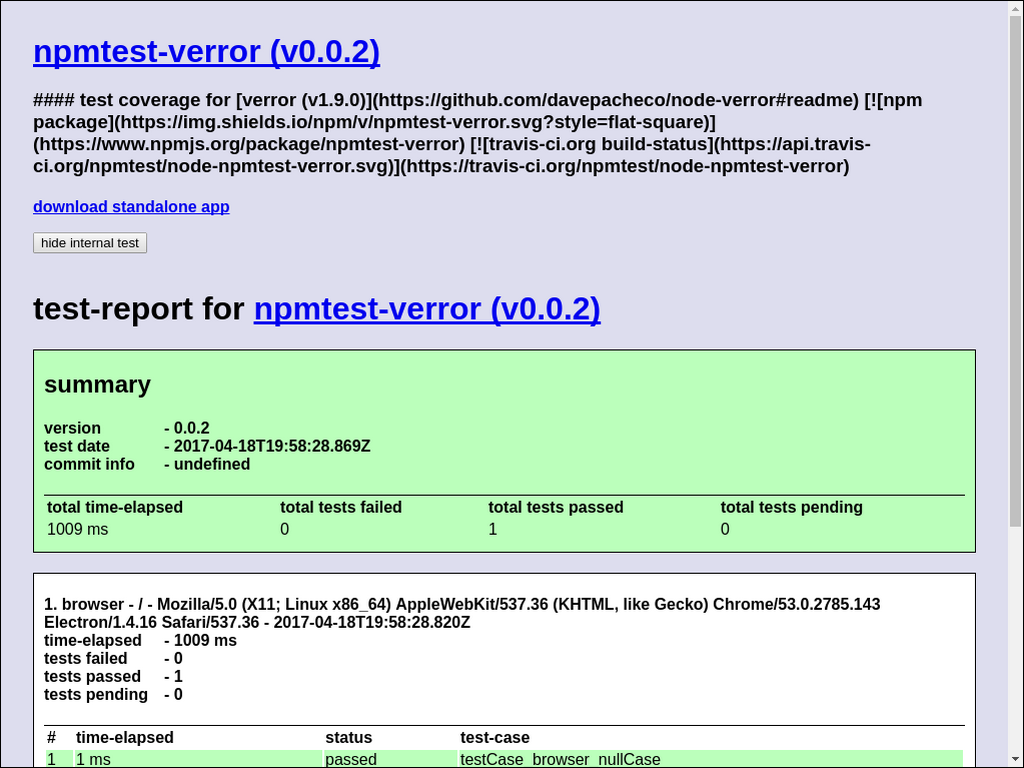 npmtest-verror (v0.0.2)
#### test coverage for [verror (v1.9.0)](https://github.com/davepacheco/node-verror#readme) [![npm
package](https://img.shields.io/npm/v/npmtest-verror.svg?style=flat-square)]
(https://www.npmjs.org/package/npmtest-verror) [![travis-ci.org build-status](https://api.travis-
ci.org/npmtest/node-npmtest-verror.svg)](https://travis-ci.org/npmtest/node-npmtest-verror)
download standalone app
hide internal test
test-report for npmtest-verror (v0.0.2)
summary
version - 0.0.2
test date - 2017-04-18T19:58:28.869Z
commit info - undefined
total time-elapsed total tests failed total tests passed total tests pending
1009 ms 0 1 0
1. browser - / - Mozilla/5.0 (X11; Linux x86_64) AppleWebKit/537.36 (KHTML, like Gecko) Chrome/53.0.2785.143
Electron/1.4.16 Safari/537.36 - 2017-04-18T19:58:28.820Z
time-elapsed - 1009 ms
tests failed - 0
tests passed - 1
tests pending - 0
# time-elapsed status test-case
1 1 ms passed testCase_browser_nullCase